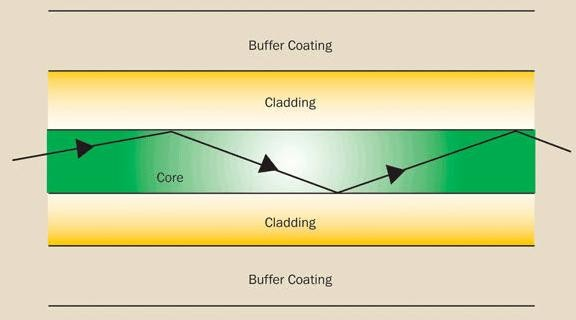 Buffer Coating
Cladding
Core
Cladding
Buffer Coating